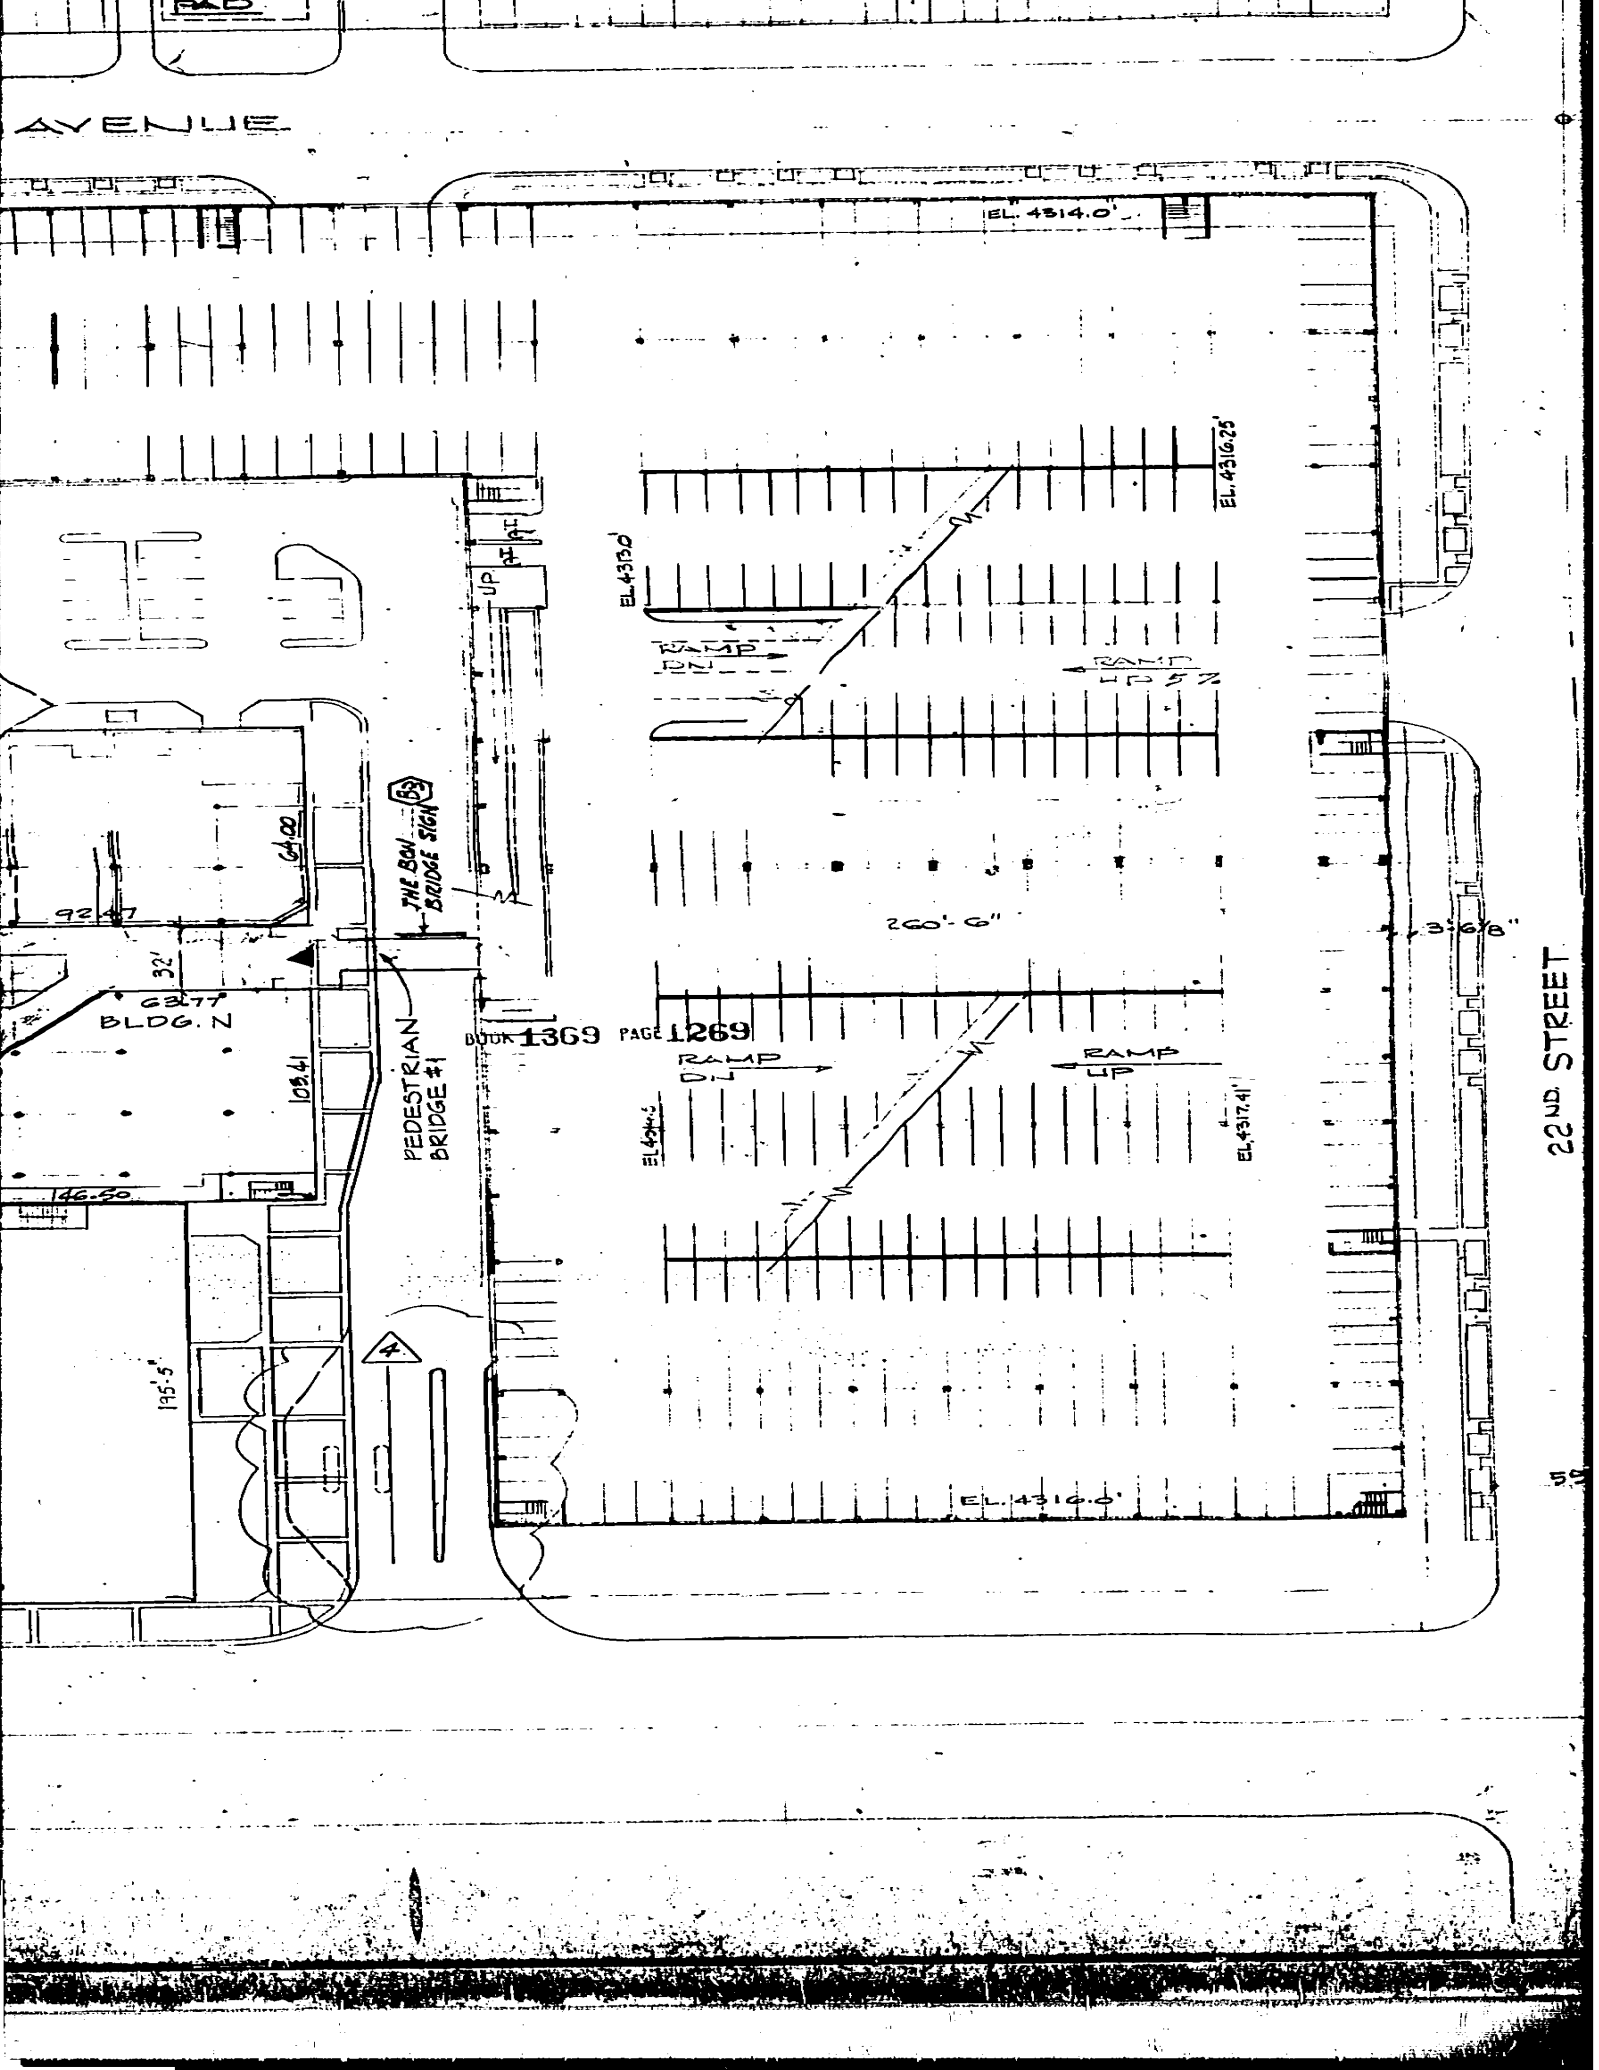 PAD
AVENUE
EL. 4314.0'
EL. 4316.25'
EL. 4313.0'
UP
RAMP
DN
RAMP
UP 5%
B3
THE BON
BRIDGE SIGN
64.00
92.47
260'-6"
3'-6 1/8"
32'
63.77
BLDG. N
PEDESTRIAN
BRIDGE #1
BOOK 1369 PAGE 1269
RAMP
DN
RAMP
UP
103.41
EL. 4317.41'
22ND. STREET
146.50
4
195'-5"
EL. 4316.0'